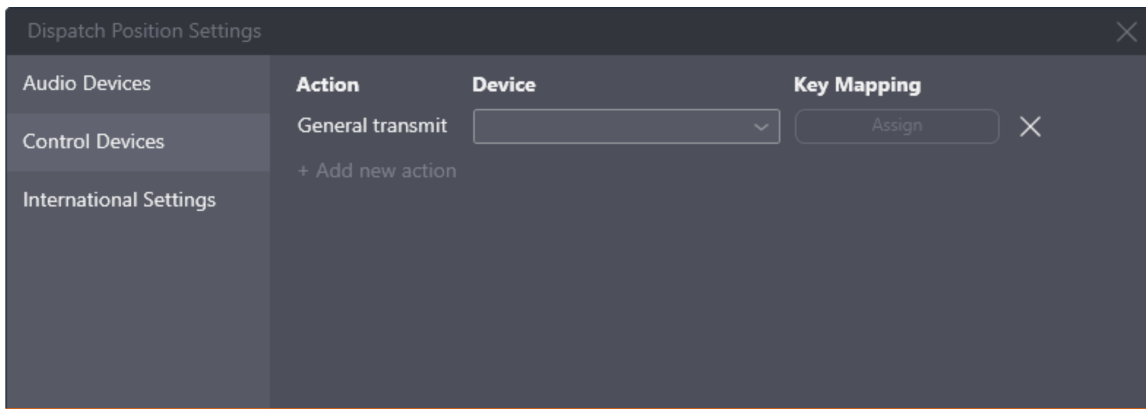 Dispatch Position Settings
Audio Devices
Control Devices
International Settings
Action Device Key Mapping
General transmit Assign
+ Add new action